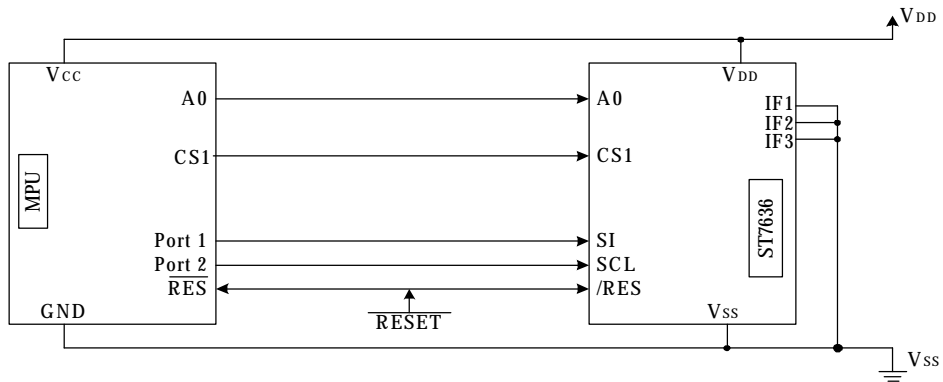 VDD
VCC
VDD
A0
A0
IF1
IF2
IF3
CS1
CS1
MPU
ST7636
Port 1
SI
Port 2
SCL
RES
/RES
GND
RESET
VSS
VSS